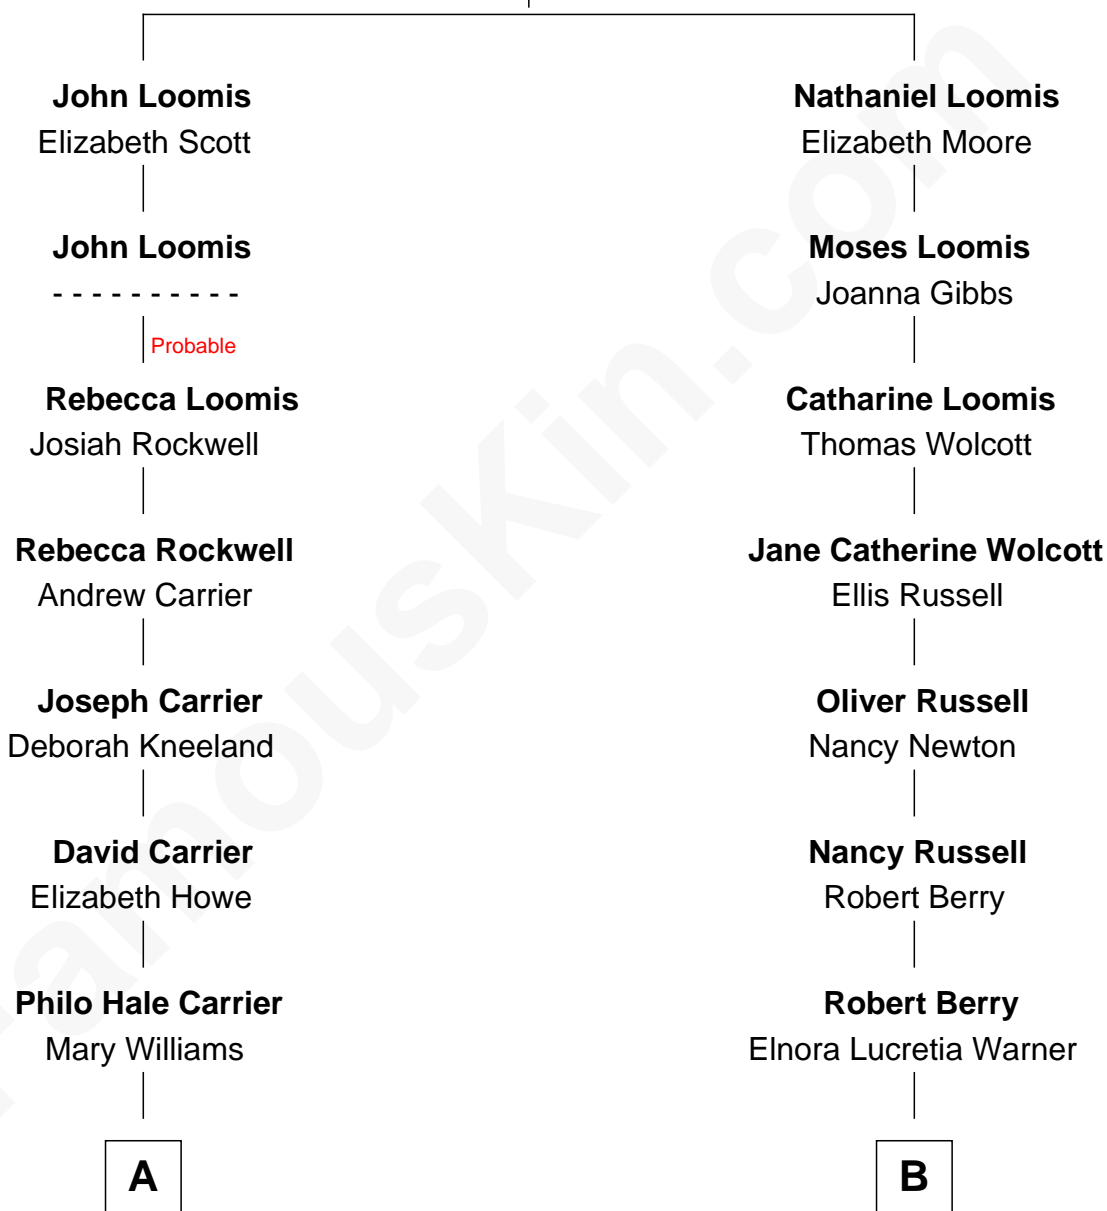 John Loomis
Elizabeth Scott
John Loomis
- - - - - - - - - -
Probable
Rebecca Loomis
Josiah Rockwell
Rebecca Rockwell
Andrew Carrier
Joseph Carrier
Deborah Kneeland
David Carrier
Elizabeth Howe
Philo Hale Carrier
Mary Williams
A
Nathaniel Loomis
Elizabeth Moore
Moses Loomis
Joanna Gibbs
Catharine Loomis
Thomas Wolcott
Jane Catherine Wolcott
Ellis Russell
Oliver Russell
Nancy Newton
Nancy Russell
Robert Berry
Robert Berry
Elnora Lucretia Warner
B
FamousKin.com